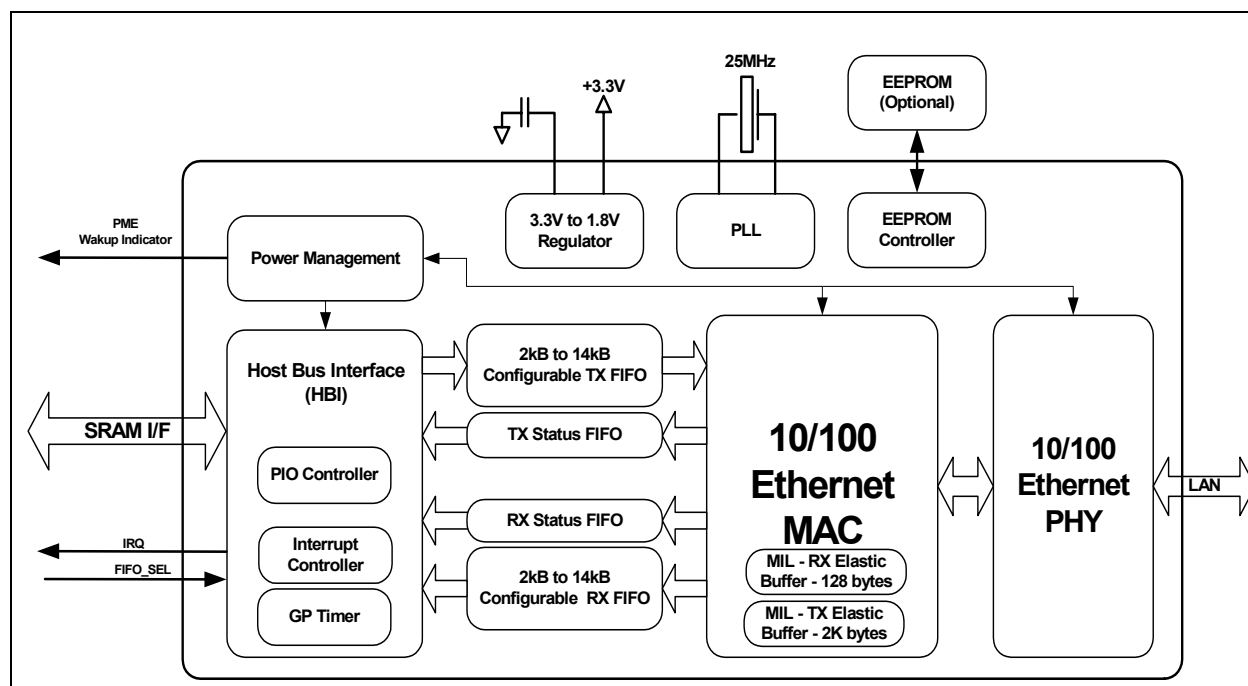 25MHz
+3.3V
EEPROM
(Optional)
3.3V to 1.8V
Regulator
PLL
EEPROM
Controller
PME
Wakup Indicator
Power Management
Host Bus Interface
(HBI)
2kB to 14kB
Configurable TX FIFO
SRAM I/F
TX Status FIFO
PIO Controller
RX Status FIFO
IRQ
FIFO_SEL
Interrupt
Controller
2kB to 14kB
Configurable RX FIFO
GP Timer
10/100
Ethernet
MAC
MIL - RX Elastic
Buffer - 128 bytes
MIL - TX Elastic
Buffer - 2K bytes
10/100
Ethernet
PHY
LAN